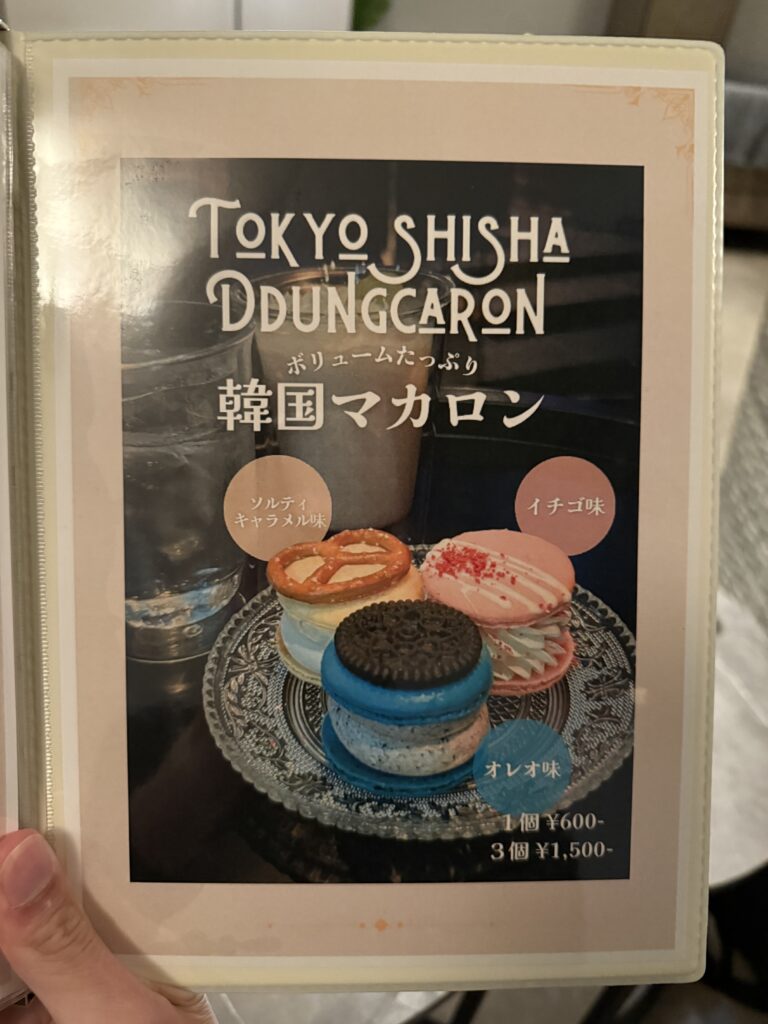 TOKYO SHISHA
DDUNGCARON
ボリュームたっぷり
韓国マカロン
ソルティ
キャラメル味
イチゴ味
オレオ味
1個 ¥600-
3個 ¥1,500-